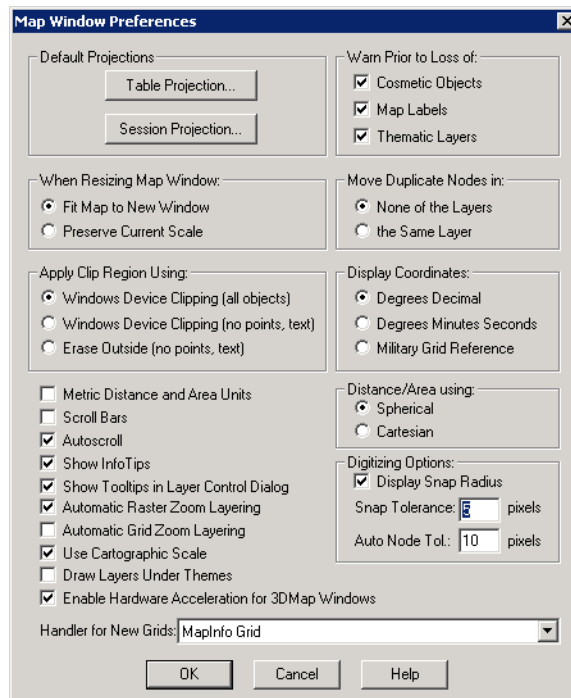 Map Window Preferences
Default Projections
Table Projection...
Session Projection...
Warn Prior to Loss of:
Cosmetic Objects
Map Labels
Thematic Layers
When Resizing Map Window:
Fit Map to New Window
Preserve Current Scale
Move Duplicate Nodes in:
None of the Layers
the Same Layer
Apply Clip Region Using:
Windows Device Clipping (all objects)
Windows Device Clipping (no points, text)
Erase Outside (no points, text)
Display Coordinates:
Degrees Decimal
Degrees Minutes Seconds
Military Grid Reference
Metric Distance and Area Units
Scroll Bars
Autoscroll
Show InfoTips
Show Tooltips in Layer Control Dialog
Automatic Raster Zoom Layering
Automatic Grid Zoom Layering
Use Cartographic Scale
Draw Layers Under Themes
Enable Hardware Acceleration for 3DMap Windows
Distance/Area using:
Spherical
Cartesian
Digitizing Options:
Display Snap Radius
Snap Tolerance: 5 pixels
Auto Node Tol.: 10 pixels
Handler for New Grids: MapInfo Grid
OK Cancel Help